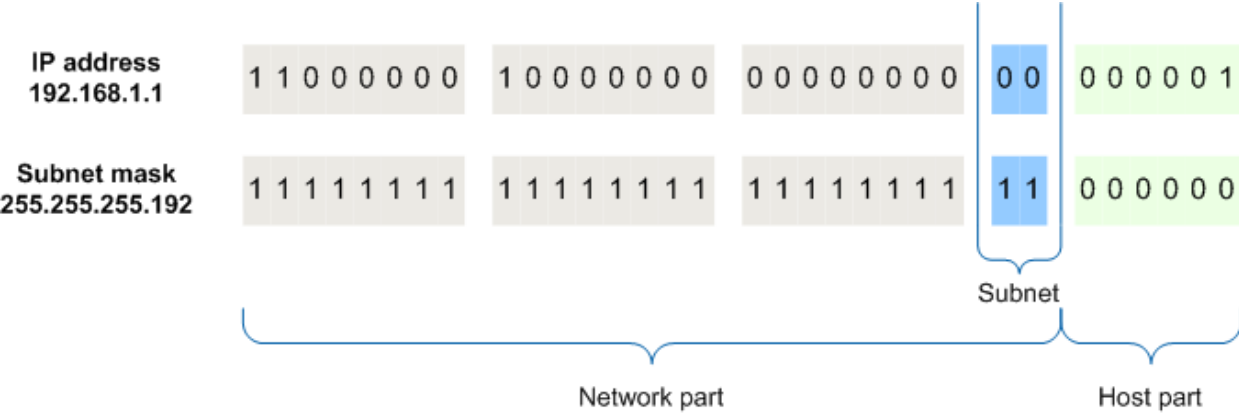 IP address
192.168.1.1
1 1 0 0 0 0 0 0 1 0 0 0 0 0 0 0 0 0 0 0 0 0 0 0 0 0 0 0 0 0 0 1
Subnet mask
255.255.255.192
1 1 1 1 1 1 1 1 1 1 1 1 1 1 1 1 1 1 1 1 1 1 1 1 1 1 0 0 0 0 0 0
Subnet
Network part
Host part